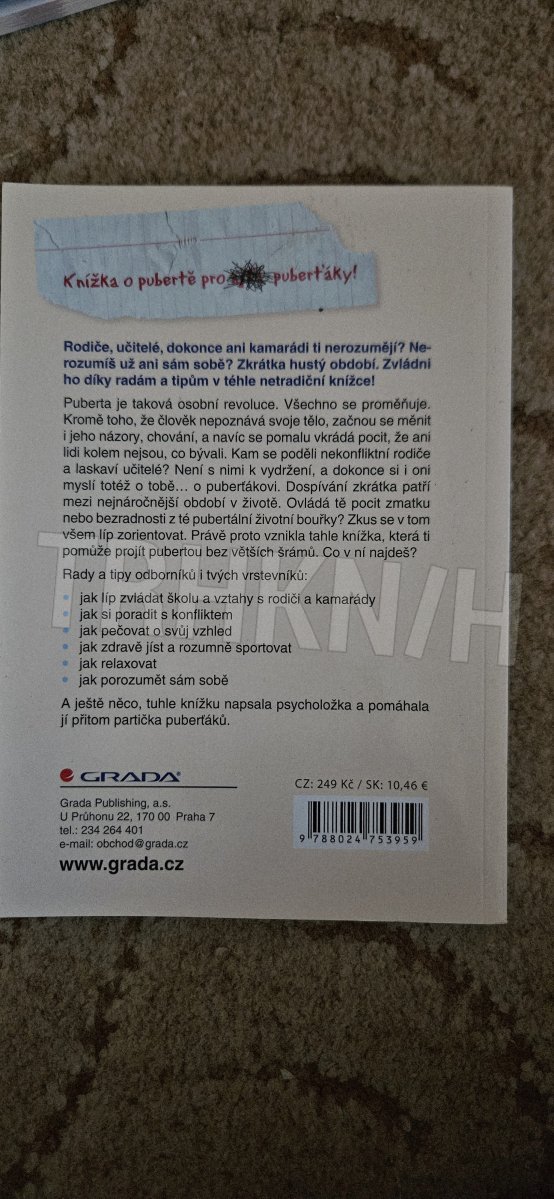 Knížka o pubertě pro puberťáky!
Rodiče, učitelé, dokonce ani kamarádi ti nerozumějí? Ne-
rozumíš už ani sám sobě? Zkrátka hustý období. Zvládni
ho díky radám a tipům v téhle netradiční knížce!
Puberta je taková osobní revoluce. Všechno se proměňuje.
Kromě toho, že člověk nepoznává svoje tělo, začnou se měnit
i jeho názory, chování, a navíc se pomalu vkrádá pocit, že ani
lidi kolem nejsou, co bývali. Kam se poděli nekonfliktní rodiče
a laskaví učitelé? Není s nimi k vydržení, a dokonce si i oni
myslí totéž o tobě... o puberťákovi. Dospívání zkrátka patří
mezi nejnáročnější období v životě. Ovládá tě pocit zmatku
nebo bezradnosti z té pubertální životní bouřky? Zkus se v tom
všem líp zorientovat. Právě proto vznikla tahle knížka, která ti
pomůže projít pubertou bez větších šrámů. Co v ní najdeš?
Rady a tipy odborníků i tvých vrstevníků:
• jak líp zvládat školu a vztahy s rodiči a kamarády
• jak si poradit s konfliktem
• jak pečovat o svůj vzhled
• jak zdravě jíst a rozumně sportovat
• jak relaxovat
• jak porozumět sám sobě
A ještě něco, tuhle knížku napsala psycholožka a pomáhala
jí přitom partička puberťáků.
GRADA®
CZ: 249 Kč / SK: 10,46 €
Grada Publishing, a.s.
U Průhonu 22, 170 00 Praha 7
tel.: 234 264 401
e-mail: obchod@grada.cz
www.grada.cz
9 788024 753959